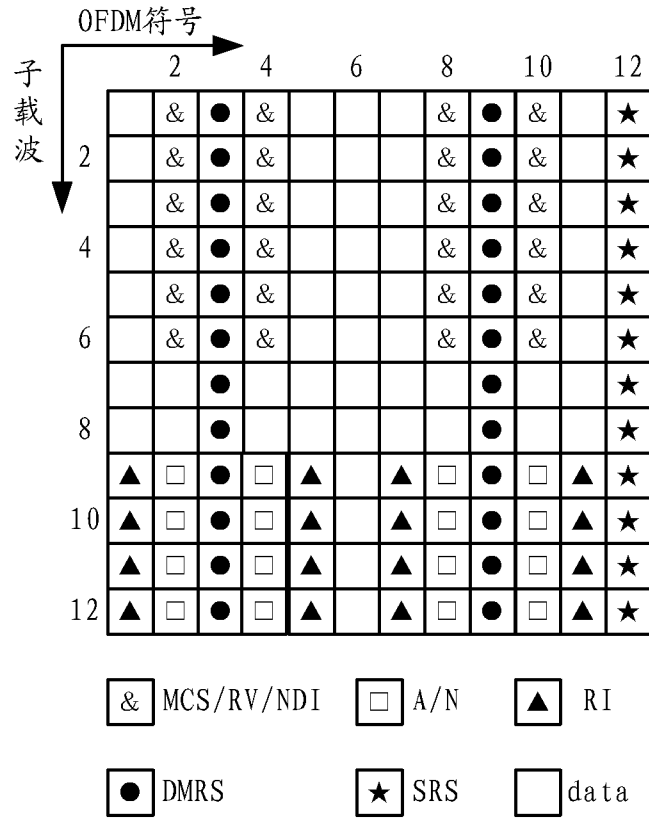 OFDM符号
子载波
2 4 6 8 10 12
& & & &
2 & & & &
& & & &
4 & & & &
& & & &
6 & & & &
8
10
12
& MCS/RV/NDI A/N RI
DMRS SRS data